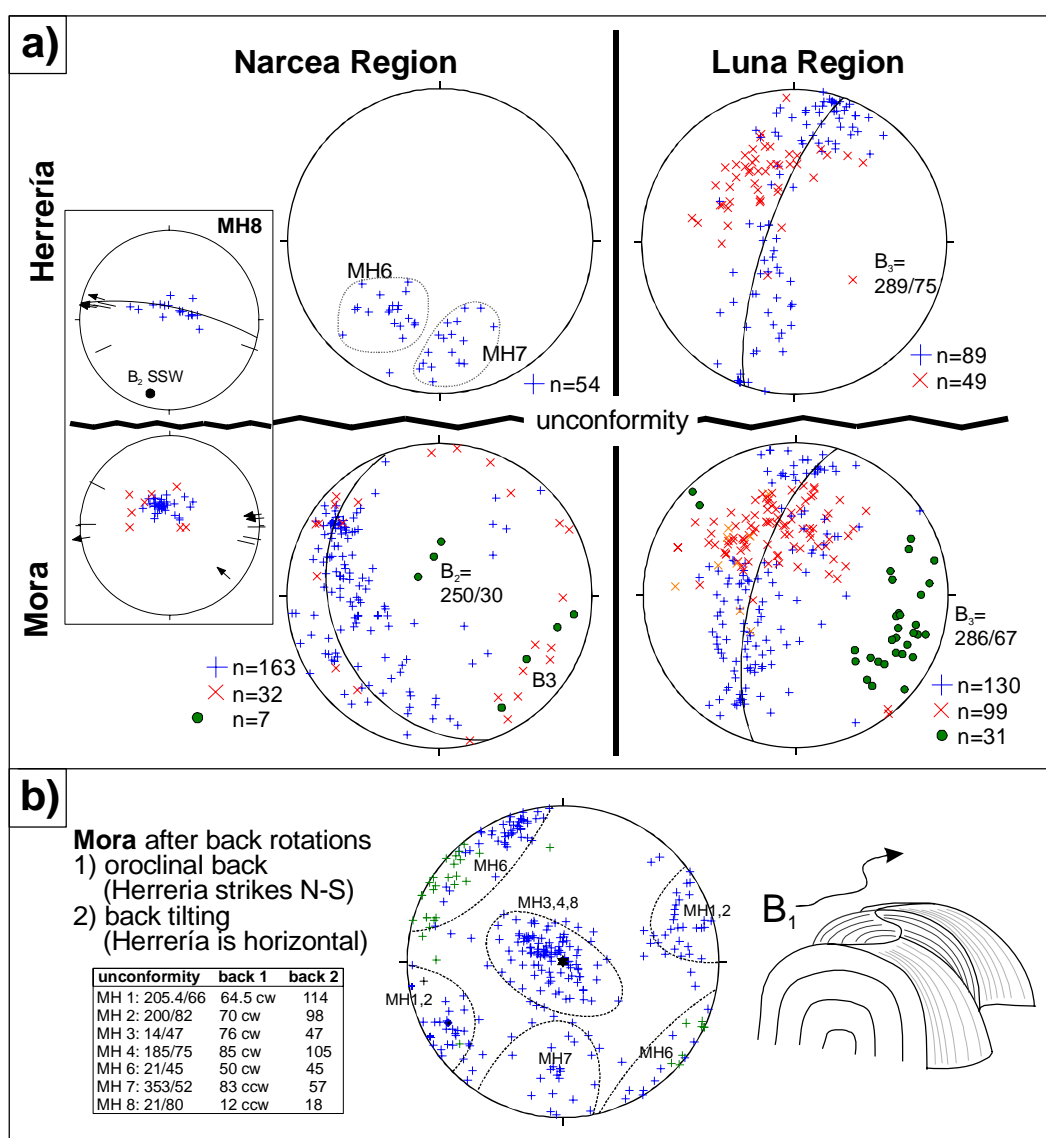 a)
Narcea Region
Luna Region
Herrería
Mora
MH8
B2 SSW
MH6
MH7
n=54
B3=
289/75
n=89
n=49
unconformity
B2=
250/30
B3
n=163
n=32
n=7
B3=
286/67
n=130
n=99
n=31
b)
Mora after back rotations
1) oroclinal back
(Herreria strikes N-S)
2) back tilting
(Herrería is horizontal)
unconformity back 1 back 2
MH 1: 205.4/66 64.5 cw 114
MH 2: 200/82 70 cw 98
MH 3: 14/47 76 cw 47
MH 4: 185/75 85 cw 105
MH 6: 21/45 50 cw 45
MH 7: 353/52 83 ccw 57
MH 8: 21/80 12 ccw 18
MH6
MH3,4,8
MH1,2
MH1,2
MH7
MH6
B1